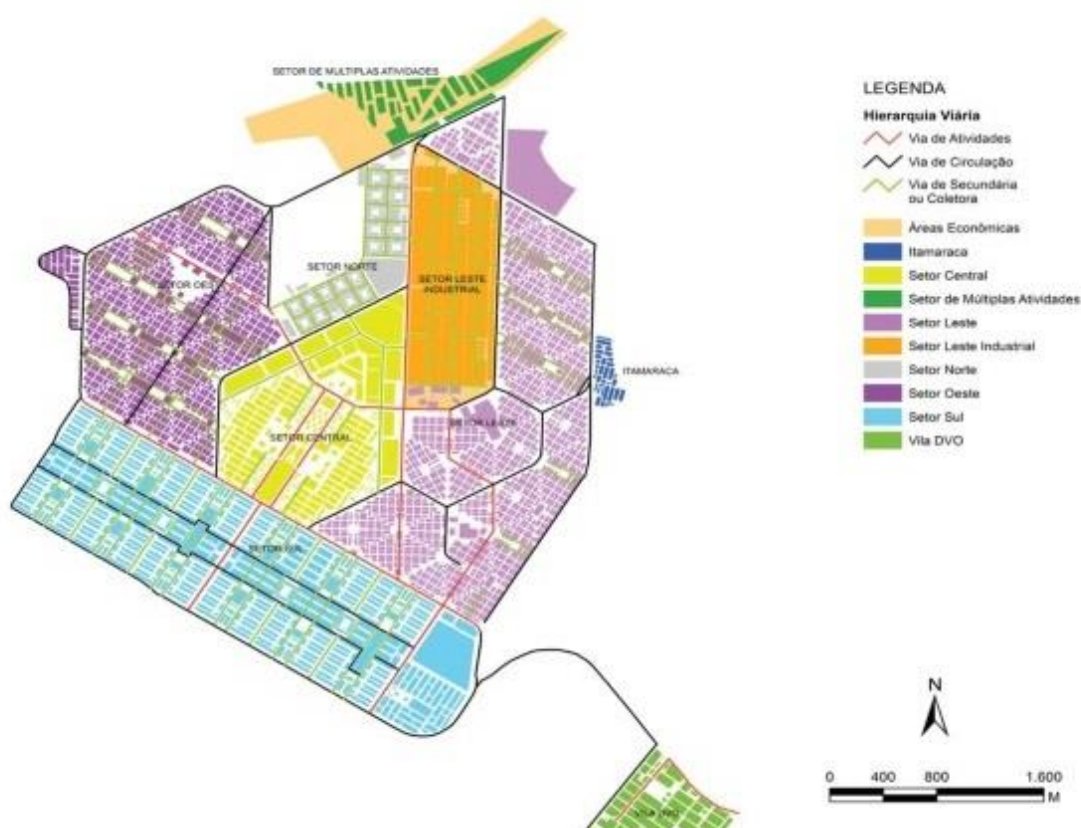 SETOR DE MULTIPLAS ATIVIDADES
SETOR NORTE
SETOR LESTE
INDUSTRIAL
SETOR
ITAMARACA
SETOR LESTE
SETOR CENTRAL
SETOR SUL
VILA DVO
LEGENDA
Hierarquia Viária
Via de Atividades
Via de Circulação
Via de Secundária
ou Coletora
Áreas Econômicas
Itamaraca
Setor Central
Setor de Múltiplas Atividades
Setor Leste
Setor Leste Industrial
Setor Norte
Setor Oeste
Setor Sul
Vila DVO
N
0 400 800 1.600
M